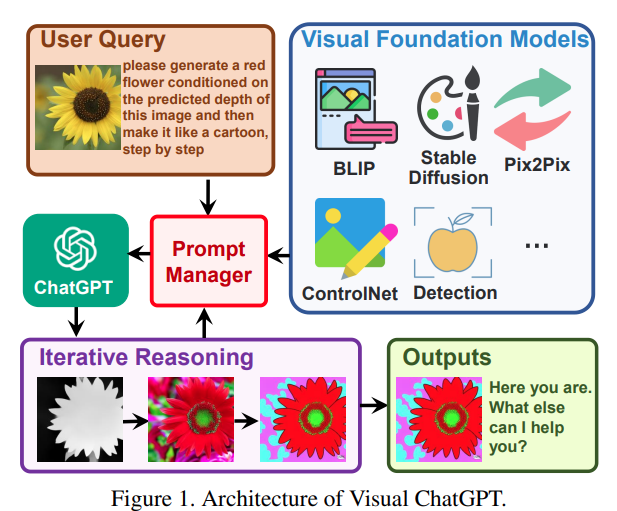 User Query
please generate a red
flower conditioned on
the predicted depth of
this image and then
make it like a cartoon,
step by step
Visual Foundation Models
BLIP
Stable
Diffusion
Pix2Pix
ControlNet
Detection
...
ChatGPT
Prompt
Manager
Iterative Reasoning
Outputs
Here you are.
What else
can I help
you?
Figure 1. Architecture of Visual ChatGPT.